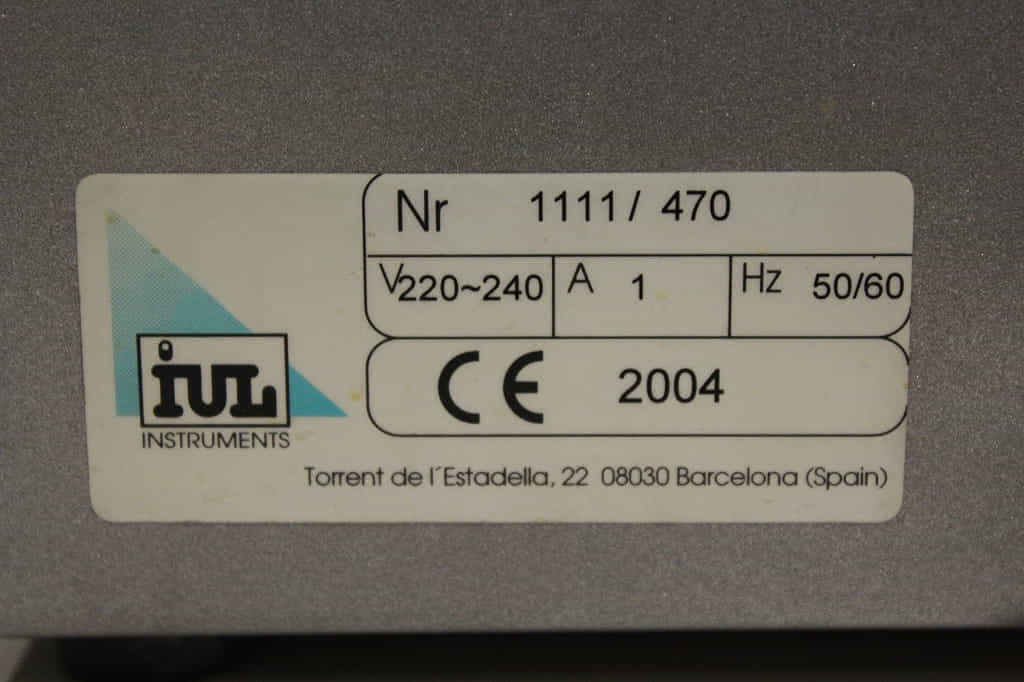 Nr 1111/ 470
V 220~240 A 1 Hz 50/60
CE 2004
iUL
INSTRUMENTS
Torrent de l´Estadella, 22 08030 Barcelona (Spain)